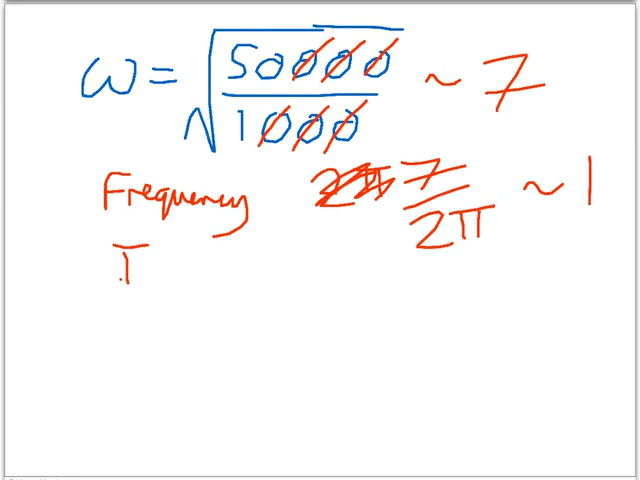 ω = √50000/1000 ~ 7
Frequency 7/2π ~ 1
T